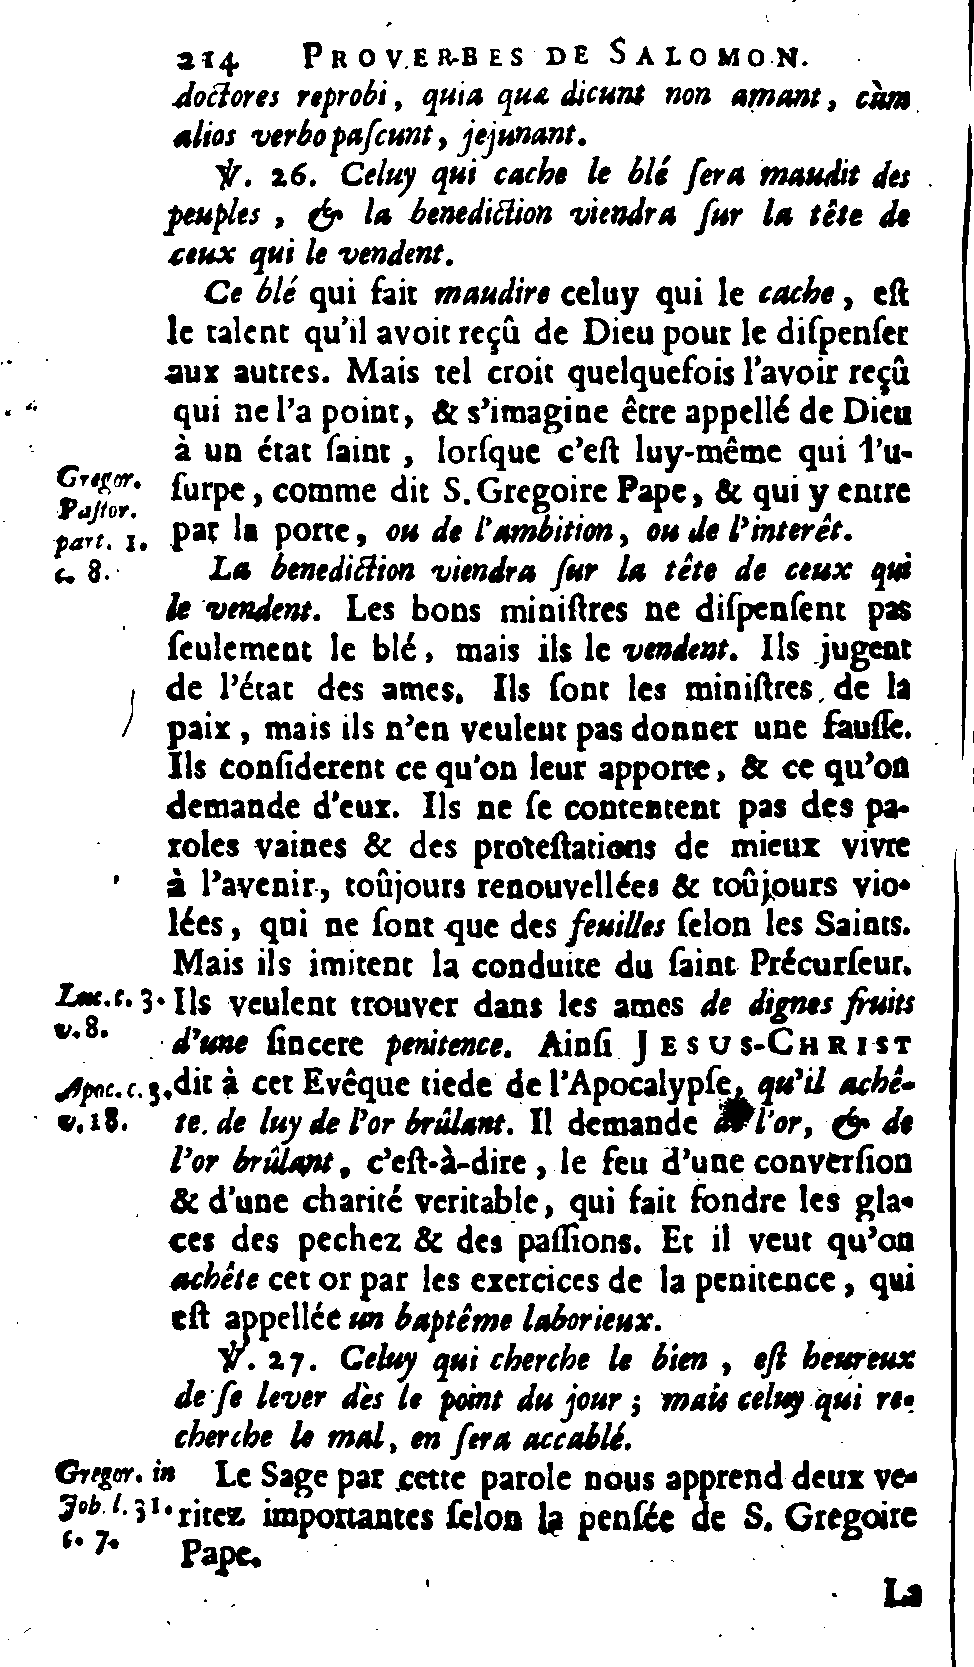 214 PROVERBES DE SALOMON.
doctores reprobi, quia quæ dicunt non amant, cùm
alios verbo paſcunt, jejunant.
℣. 26. Celuy qui cache le blé ſera maudit des
peuples, & la benediction viendra ſur la tête de
ceux qui le vendent.
Ce blé qui fait maudire celuy qui le cache, eſt
le talent qu'il avoit reçû de Dieu pour le diſpenſer
aux autres. Mais tel croit quelquefois l'avoir reçû
qui ne l'a point, & s'imagine être appellé de Dieu
à un état ſaint, lorſque c'eſt luy-même qui l'u-
Gregor. Paſtor. part. 1. c. 8.
ſurpe, comme dit S. Gregoire Pape, & qui y entre
par la porte, ou de l'ambition, ou de l'interêt.
La benediction viendra ſur la tête de ceux qui
le vendent. Les bons miniſtres ne diſpenſent pas
ſeulement le blé, mais ils le vendent. Ils jugent
de l'état des ames. Ils ſont les miniſtres de la
paix, mais ils n'en veulent pas donner une fauſſe.
Ils conſiderent ce qu'on leur apporte, & ce qu'on
demande d'eux. Ils ne ſe contentent pas des pa-
roles vaines & des proteſtations de mieux vivre
à l'avenir, toûjours renouvellées & toûjours vio-
lées, qui ne ſont que des feuilles ſelon les Saints.
Mais ils imitent la conduite du ſaint Précurſeur.
Luc. c. 3. v. 8.
Ils veulent trouver dans les ames de dignes fruits
d'une ſincere penitence. Ainſi JESUS-CHRIST
Apoc. c. 3. v. 18.
dit à cet Evêque tiede de l'Apocalypſe, qu'il achê-
te de luy de l'or brûlant. Il demande de l'or, & de
l'or brûlant, c'eſt-à-dire, le feu d'une converſion
& d'une charité veritable, qui fait fondre les gla-
ces des pechez & des paſſions. Et il veut qu'on
achête cet or par les exercices de la penitence, qui
eſt appellée un baptême laborieux.
℣. 27. Celuy qui cherche le bien, eſt heureux
de ſe lever dès le point du jour; mais celuy qui re-
cherche le mal, en ſera accablé.
Gregor. in Job. l. 31. c. 7.
Le Sage par cette parole nous apprend deux ve-
ritez importantes ſelon la penſée de S. Gregoire
Pape.
La